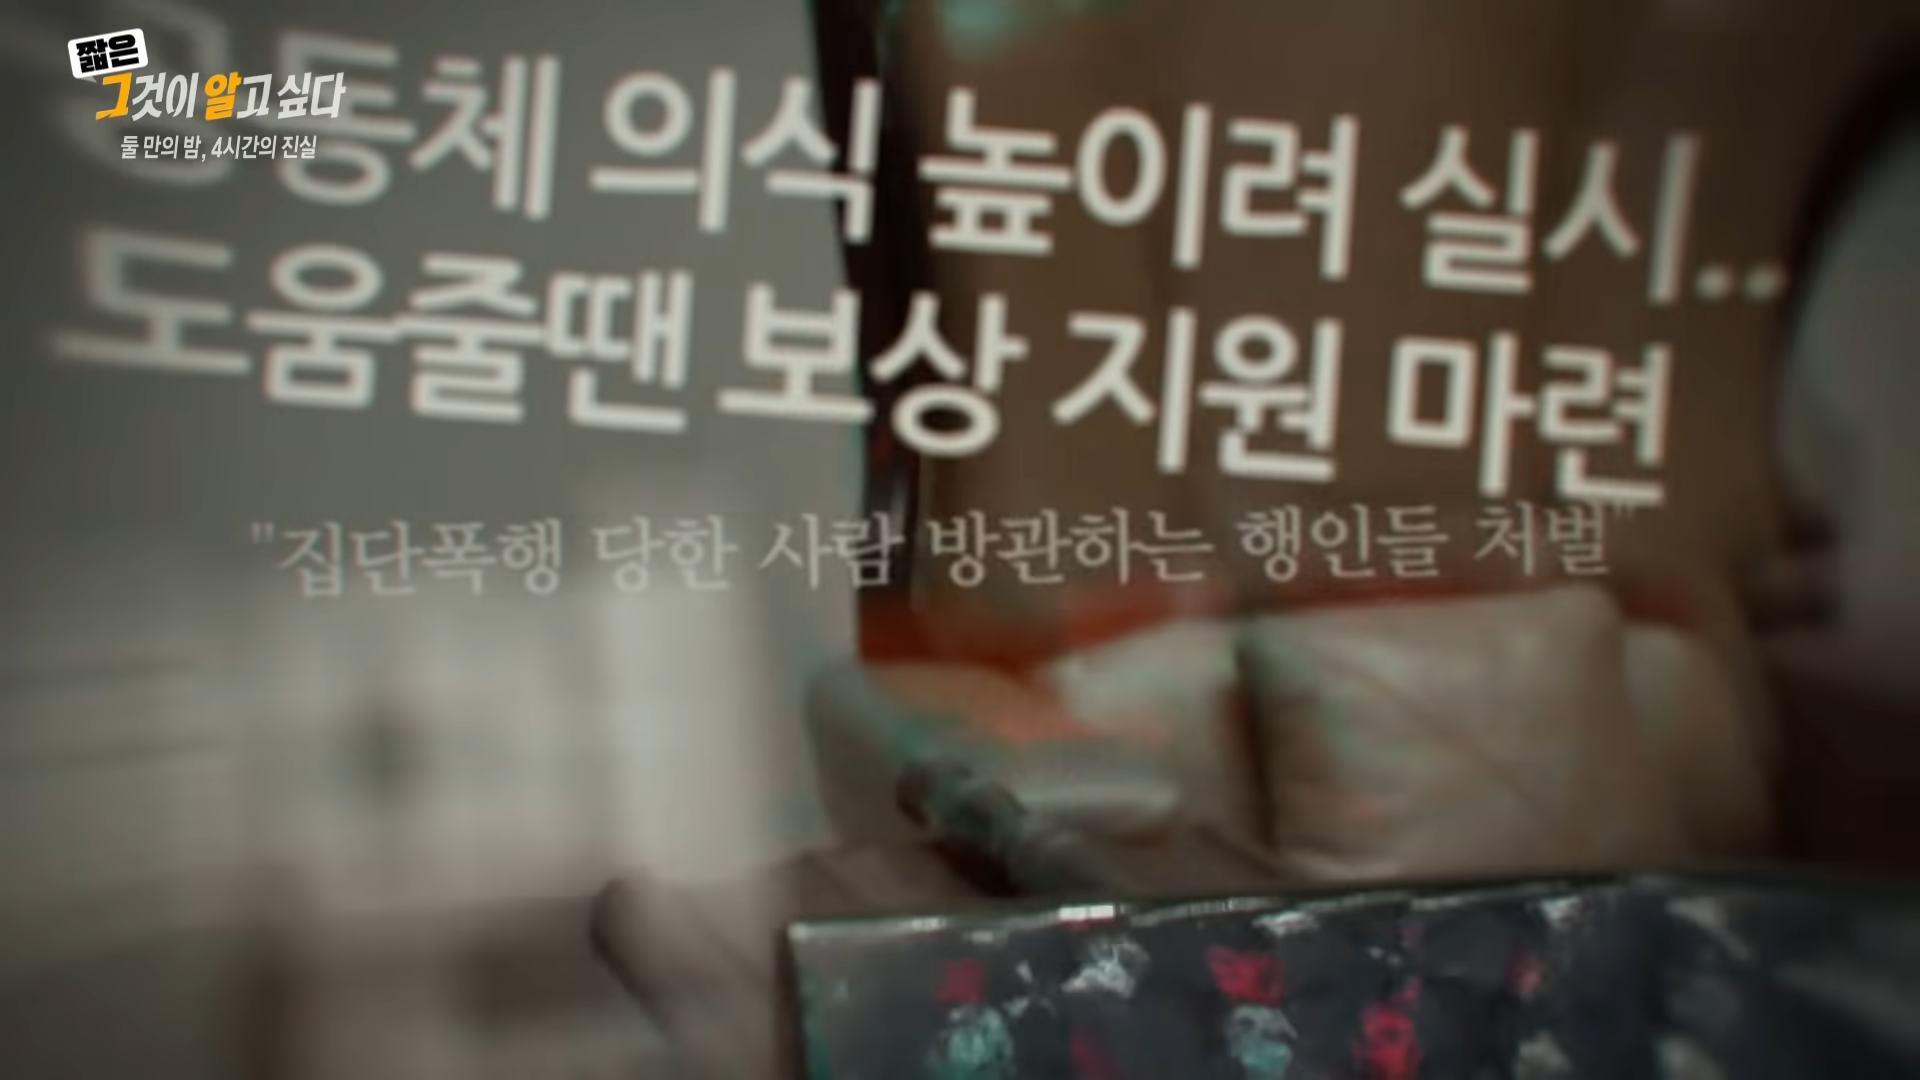 짧은
그것이 알고 싶다
둘 만의 밤, 4시간의 진실
공동체 의식 높이려 실시..
도움줄땐 보상 지원 마련
"집단폭행 당한 사람 방관하는 행인들 처벌"